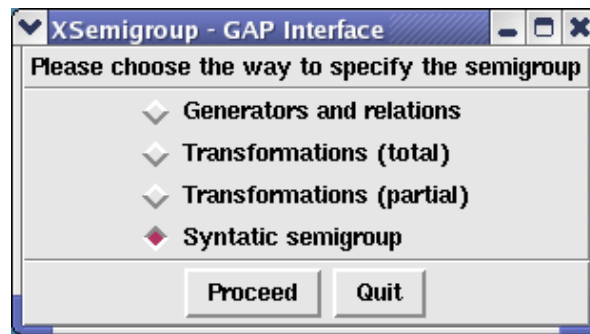 XSemigroup - GAP Interface
Please choose the way to specify the semigroup
Generators and relations
Transformations (total)
Transformations (partial)
Syntatic semigroup
Proceed Quit